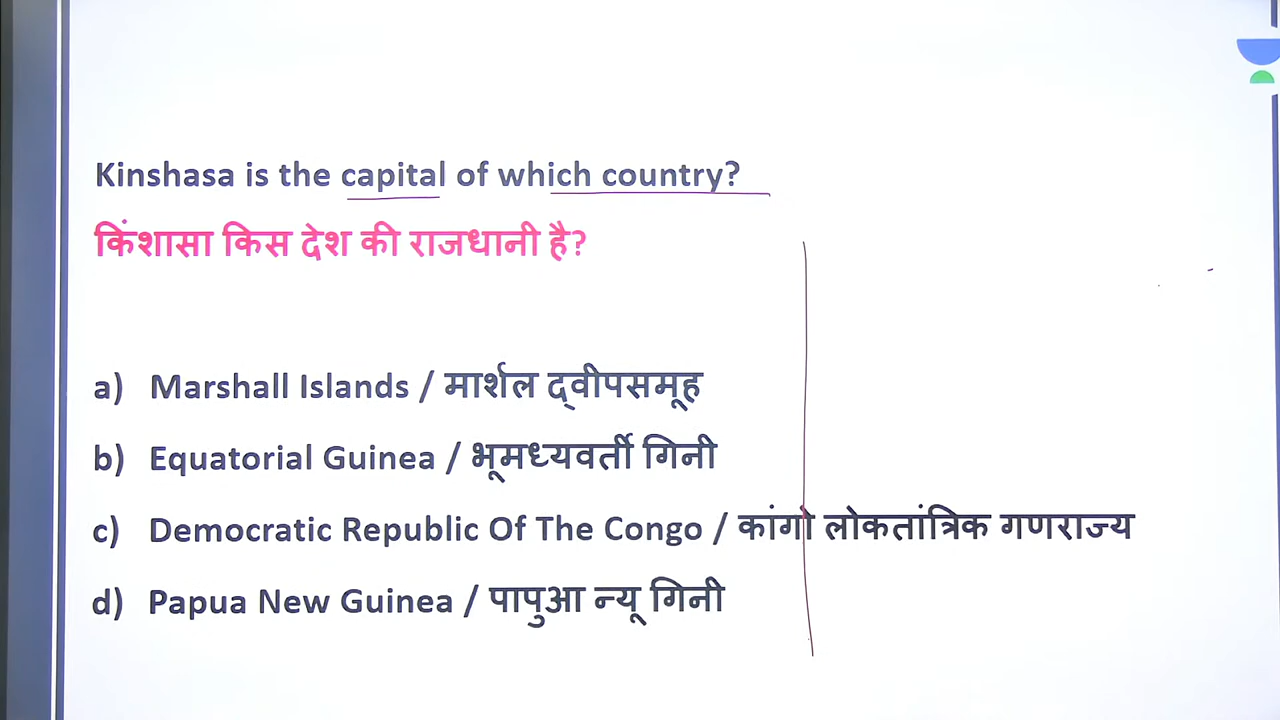 Kinshasa is the capital of which country?
किंशासा किस देश की राजधानी है?
a) Marshall Islands / मार्शल द्वीपसमूह
b) Equatorial Guinea / भूमध्यवर्ती गिनी
c) Democratic Republic Of The Congo / कांगो लोकतांत्रिक गणराज्य
d) Papua New Guinea / पापुआ न्यू गिनी